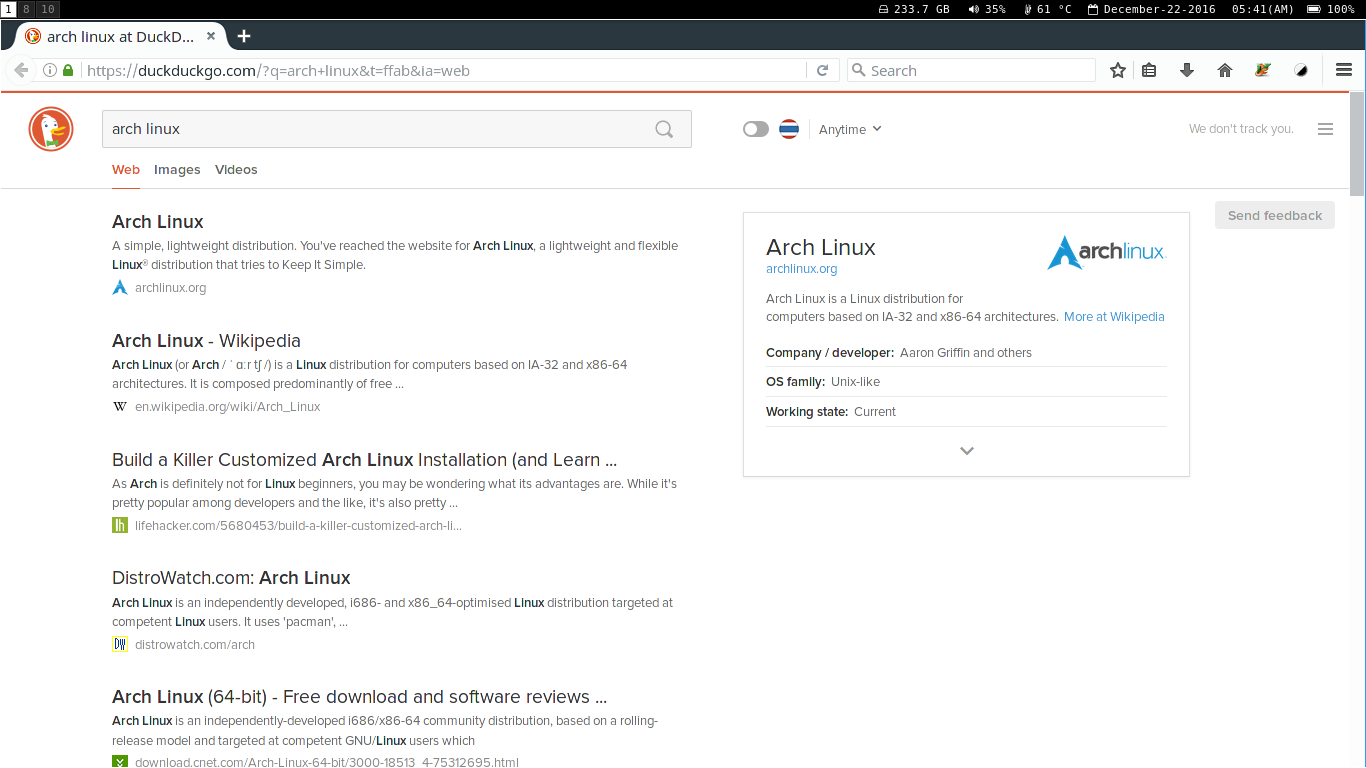 1 8 10 233.7 GB 35% 61 °C December-22-2016 05:41(AM) 100%
arch linux at DuckD...
https://duckduckgo.com/?q=arch+linux&t=ffab&ia=web Search
arch linux Anytime We don't track you.
Web Images Videos
Send feedback
Arch Linux
A simple, lightweight distribution. You've reached the website for Arch Linux, a lightweight and flexible
Linux® distribution that tries to Keep It Simple.
archlinux.org
Arch Linux - Wikipedia
Arch Linux (or Arch / ˈ ɑːr tʃ /) is a Linux distribution for computers based on IA-32 and x86-64
architectures. It is composed predominantly of free ...
W en.wikipedia.org/wiki/Arch_Linux
Build a Killer Customized Arch Linux Installation (and Learn ...
As Arch is definitely not for Linux beginners, you may be wondering what its advantages are. While it's
pretty popular among developers and the like, it's also pretty ...
lh lifehacker.com/5680453/build-a-killer-customized-arch-li...
DistroWatch.com: Arch Linux
Arch Linux is an independently developed, i686- and x86_64-optimised Linux distribution targeted at
competent Linux users. It uses 'pacman', ...
DW distrowatch.com/arch
Arch Linux (64-bit) - Free download and software reviews ...
Arch Linux is an independently-developed i686/x86-64 community distribution, based on a rolling-
release model and targeted at competent GNU/Linux users which
download.cnet.com/Arch-Linux-64-bit/3000-18513_4-75312695.html
Arch Linux
archlinux
archlinux.org
Arch Linux is a Linux distribution for
computers based on IA-32 and x86-64 architectures. More at Wikipedia
Company / developer: Aaron Griffin and others
OS family: Unix-like
Working state: Current